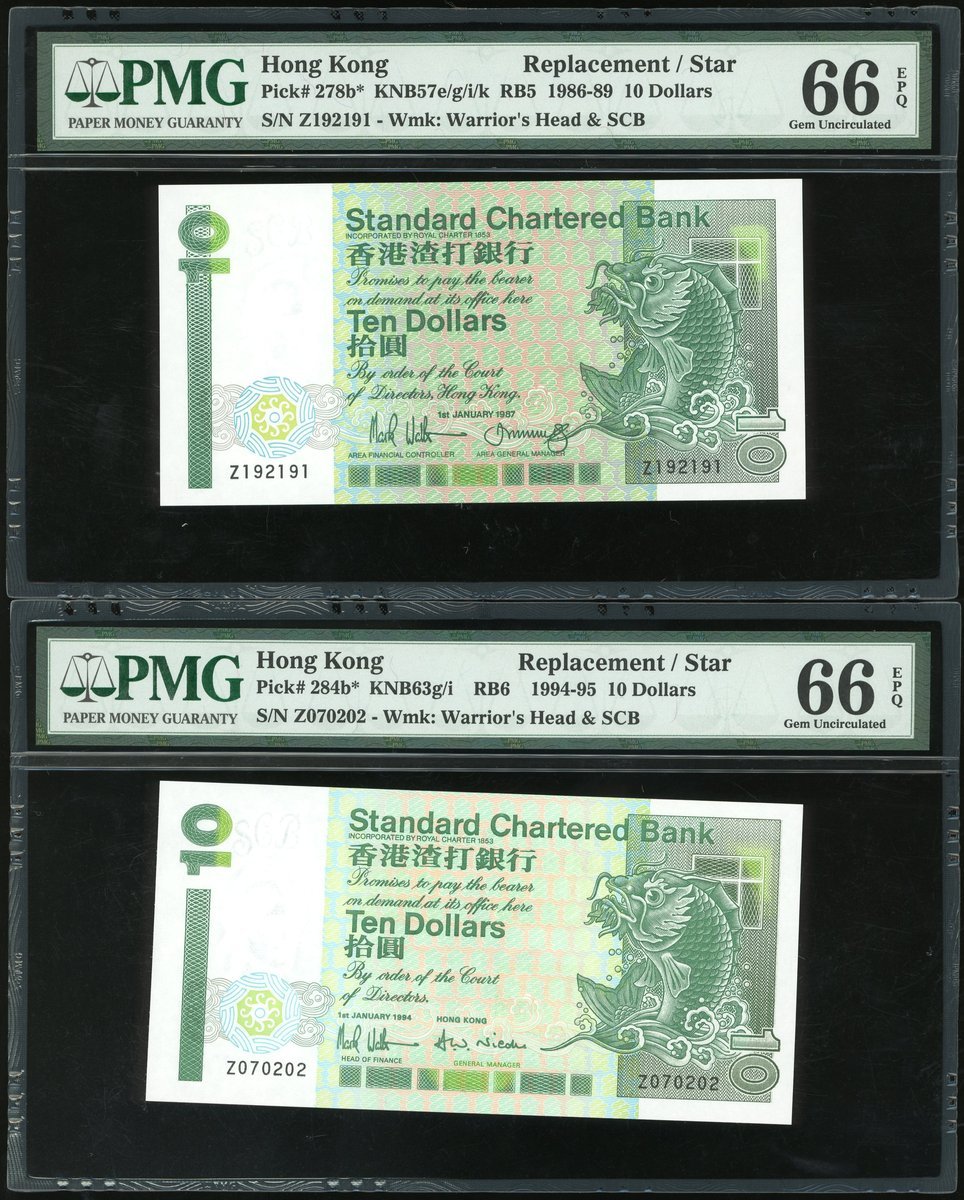 PMG
PAPER MONEY GUARANTY
Hong Kong Replacement / Star
Pick# 278b* KNB57e/g/i/k RB5 1986-89 10 Dollars
S/N Z192191 - Wmk: Warrior's Head & SCB
66 EPQ
Gem Uncirculated
10
Standard Chartered Bank
INCORPORATED BY ROYAL CHARTER 1853
香港渣打銀行
Promises to pay the bearer
on demand at its office here
Ten Dollars
拾圓
By order of the Court
of Directors, Hong Kong.
1st JANUARY 1987
AREA FINANCIAL CONTROLLER AREA GENERAL MANAGER
Z192191 Z192191
10
PMG
PAPER MONEY GUARANTY
Hong Kong Replacement / Star
Pick# 284b* KNB63g/i RB6 1994-95 10 Dollars
S/N Z070202 - Wmk: Warrior's Head & SCB
66 EPQ
Gem Uncirculated
10
Standard Chartered Bank
INCORPORATED BY ROYAL CHARTER 1853
香港渣打銀行
Promises to pay the bearer
on demand at its office here
Ten Dollars
拾圓
By order of the Court
of Directors.
1st JANUARY 1994 HONG KONG
HEAD OF FINANCE GENERAL MANAGER
Z070202 Z070202
10